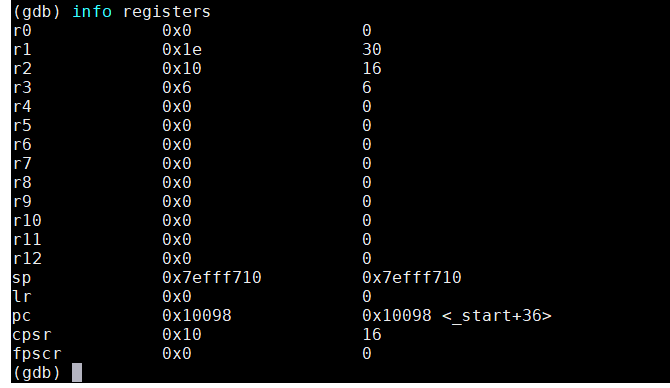 (gdb) info registers
r0 0x0 0
r1 0x1e 30
r2 0x10 16
r3 0x6 6
r4 0x0 0
r5 0x0 0
r6 0x0 0
r7 0x0 0
r8 0x0 0
r9 0x0 0
r10 0x0 0
r11 0x0 0
r12 0x0 0
sp 0x7efff710 0x7efff710
lr 0x0 0
pc 0x10098 0x10098 <_start+36>
cpsr 0x10 16
fpscr 0x0 0
(gdb)